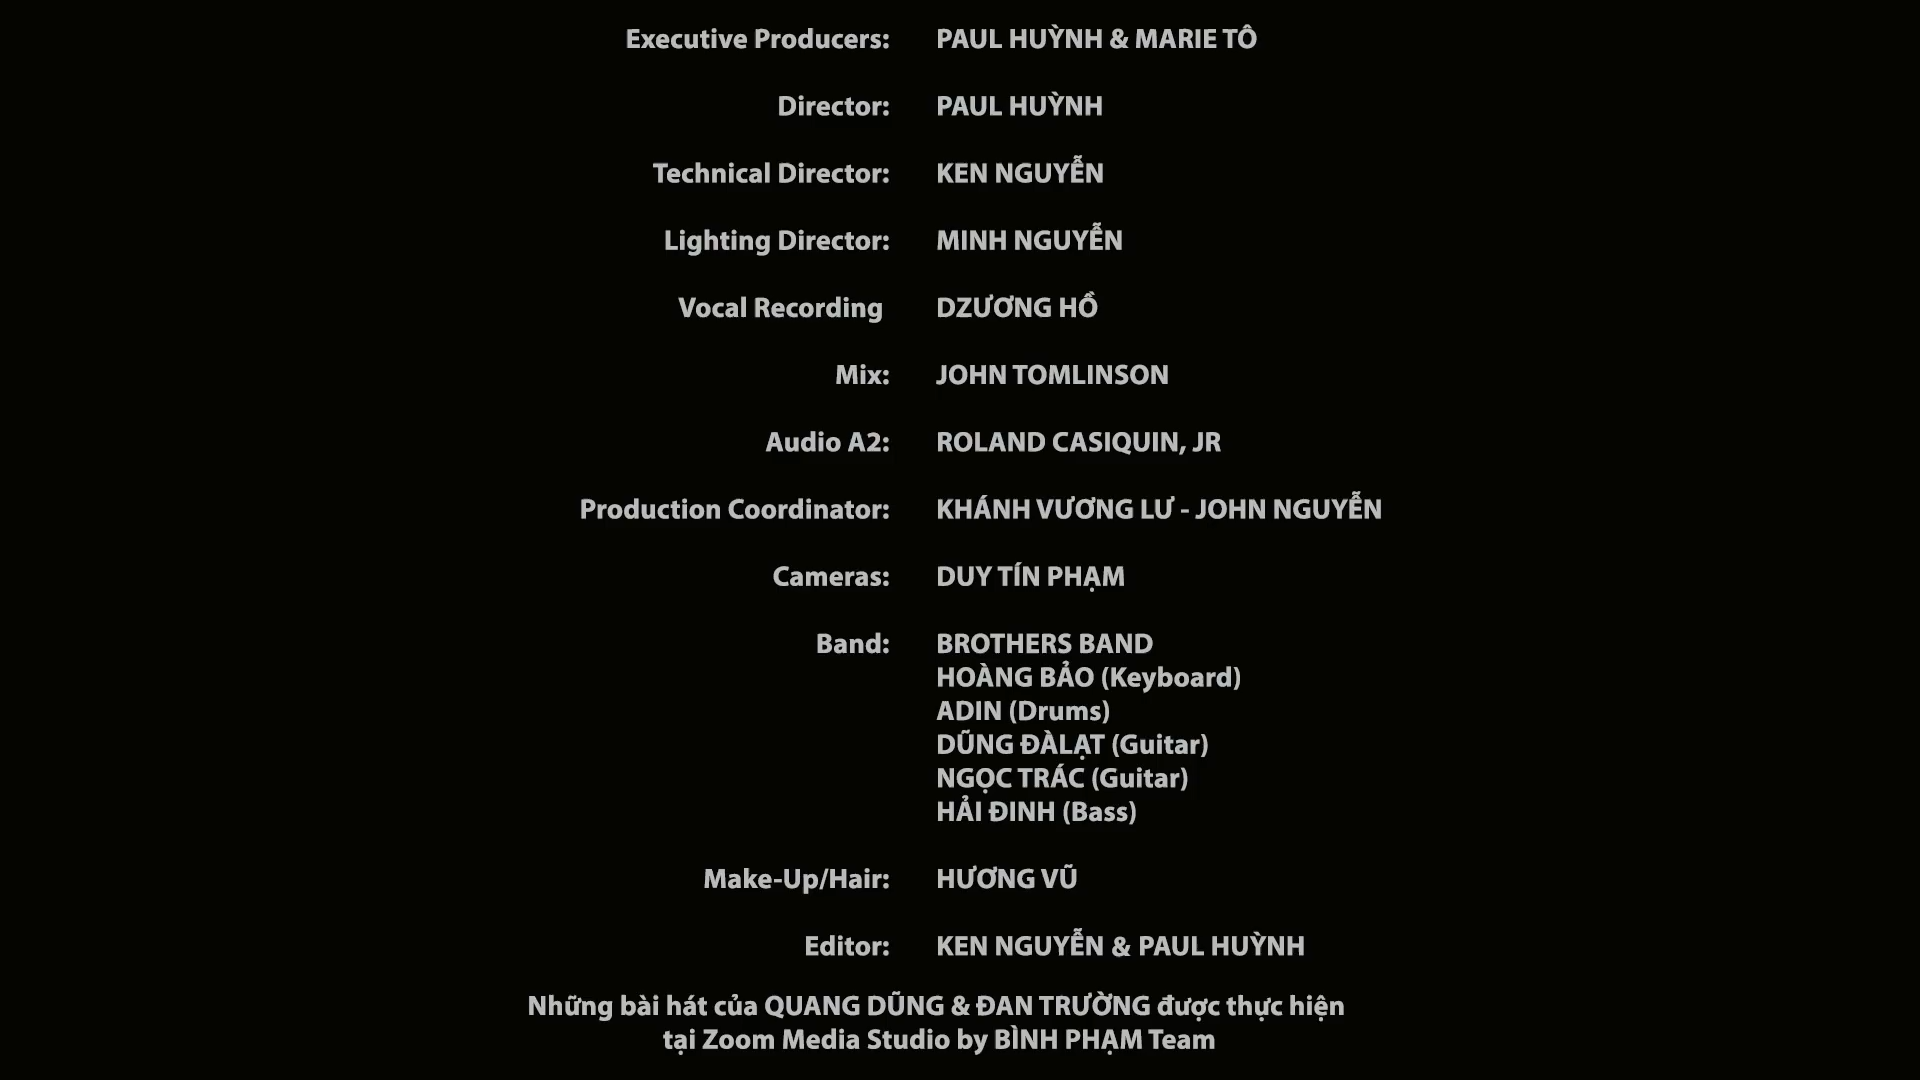 Executive Producers: PAUL HUỲNH & MARIE TÔ
Director: PAUL HUỲNH
Technical Director: KEN NGUYỄN
Lighting Director: MINH NGUYỄN
Vocal Recording DZƯƠNG HỒ
Mix: JOHN TOMLINSON
Audio A2: ROLAND CASIQUIN, JR
Production Coordinator: KHÁNH VƯƠNG LƯ - JOHN NGUYỄN
Cameras: DUY TÍN PHẠM
Band: BROTHERS BAND
HOÀNG BẢO (Keyboard)
ADIN (Drums)
DŨNG ĐÀLẠT (Guitar)
NGỌC TRÁC (Guitar)
HẢI ĐINH (Bass)
Make-Up/Hair: HƯƠNG VŨ
Editor: KEN NGUYỄN & PAUL HUỲNH
Những bài hát của QUANG DŨNG & ĐAN TRƯỜNG được thực hiện
tại Zoom Media Studio by BÌNH PHẠM Team